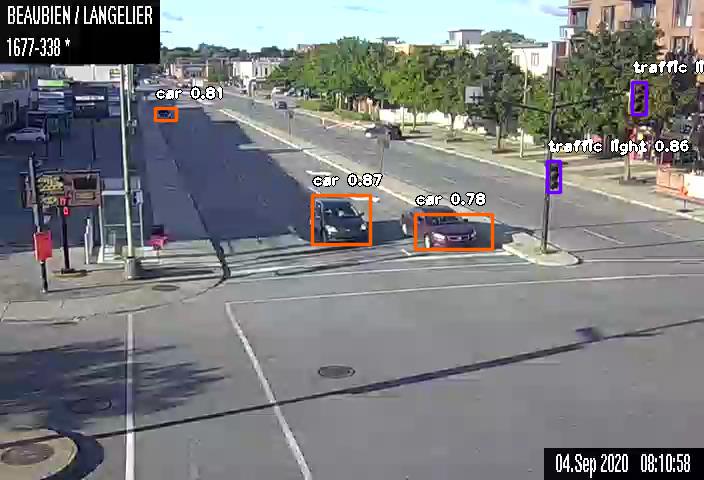 BEAUBIEN / LANGELIER
1677-338 *
car 0.81
traffic li
traffic light 0.86
car 0.87
car 0.78
04.Sep 2020 08:10:58